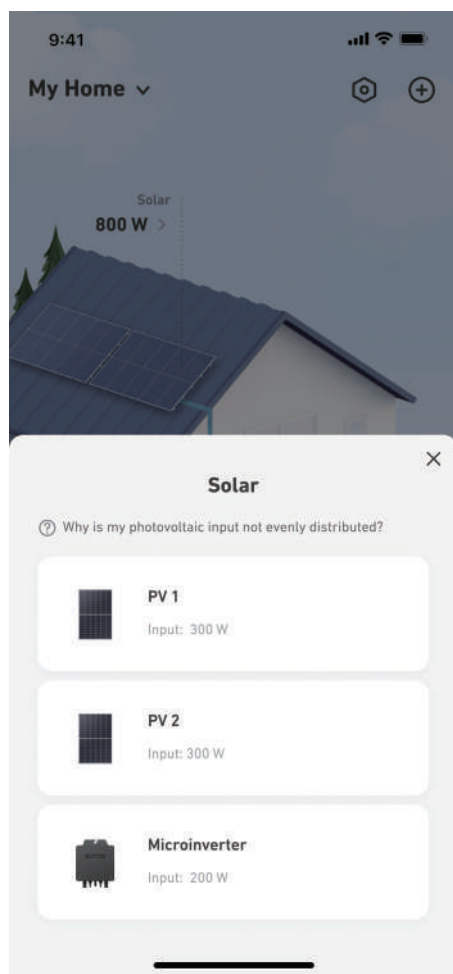 9:41
My Home
Solar
800 W >
Solar
Why is my photovoltaic input not evenly distributed?
PV 1
Input: 300 W
PV 2
Input: 300 W
Microinverter
Input: 200 W